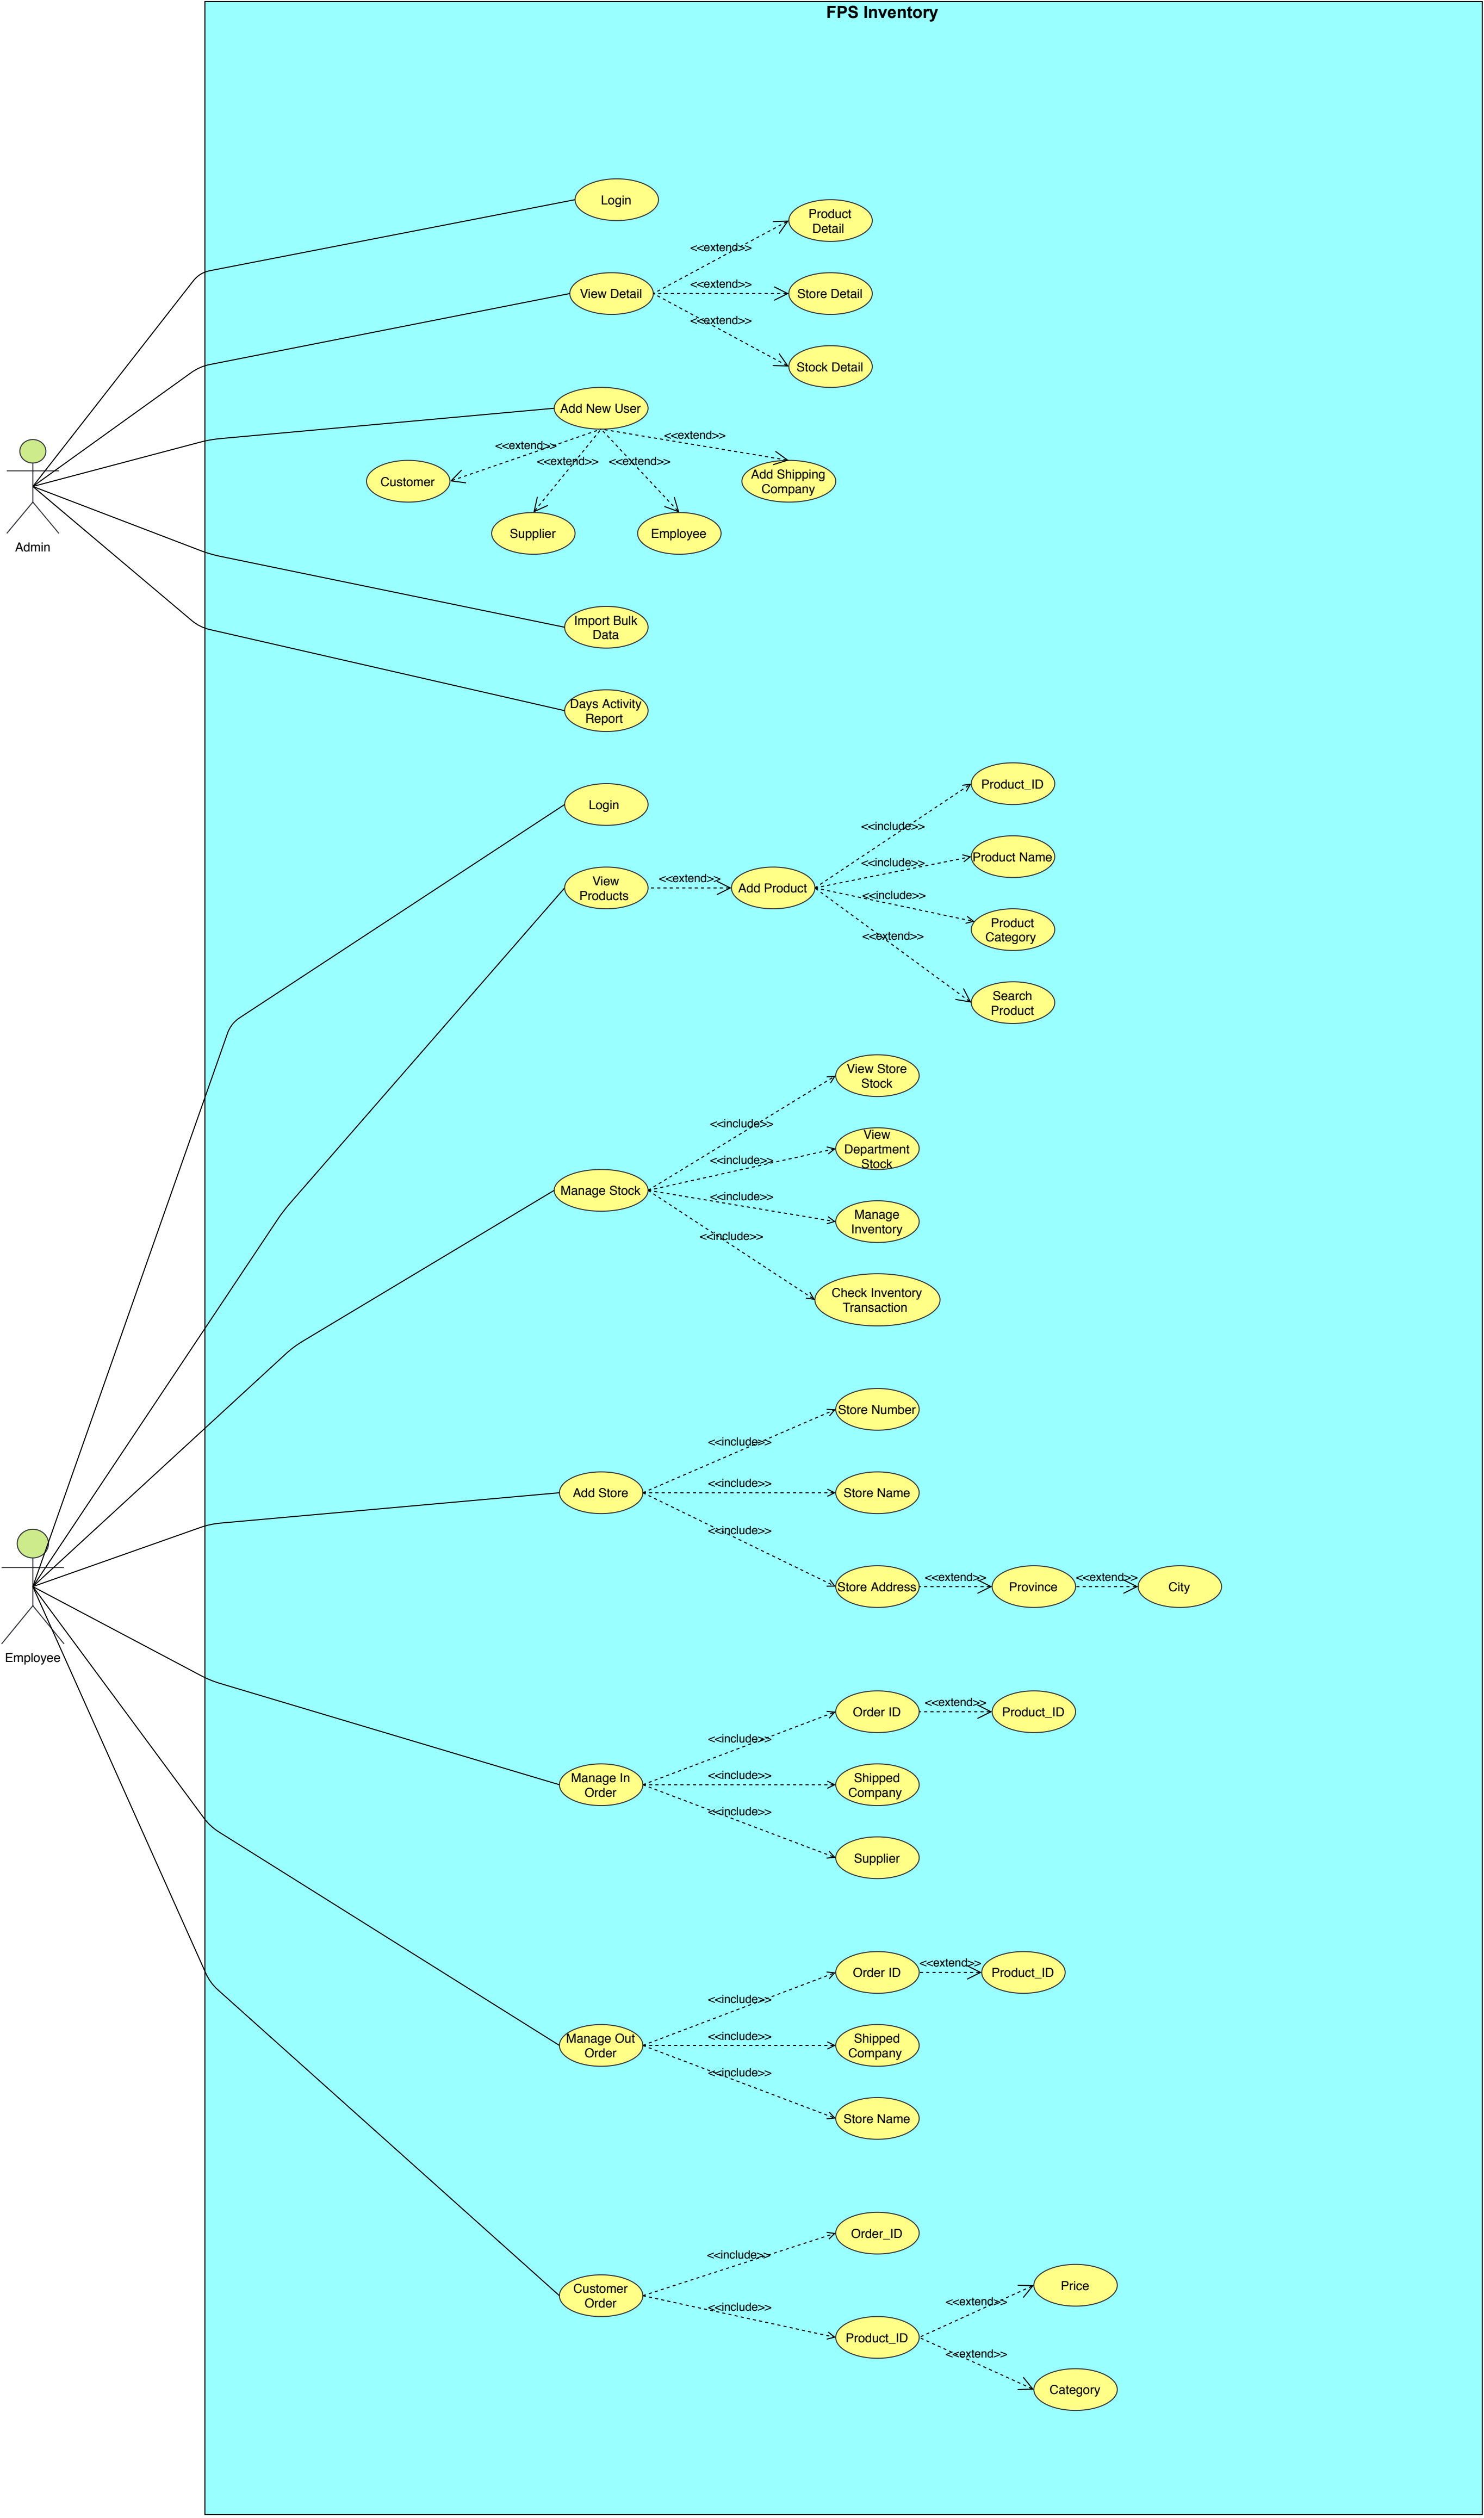 FPS Inventory
Login
Product
Detail
<<extend>>
View Detail
<<extend>>
Store Detail
<<extend>>
Stock Detail
Add New User
<<extend>>
<<extend>>
<<extend>>
<<extend>>
Customer
Add Shipping
Company
Supplier
Employee
Admin
Import Bulk
Data
Days Activity
Report
Login
Product_ID
<<include>>
Product Name
<<include>>
View
Products
<<extend>>
Add Product
<<include>>
Product
Category
<<extend>>
Search
Product
View Store
Stock
<<include>>
View
Department
Stock
<<include>>
Manage Stock
<<include>>
Manage
Inventory
<<include>>
Check Inventory
Transaction
Store Number
<<include>>
Add Store
<<include>>
Store Name
<<include>>
Store Address
<<extend>>
Province
<<extend>>
City
Employee
Order ID
<<extend>>
Product_ID
<<include>>
Manage In
Order
<<include>>
Shipped
Company
<<include>>
Supplier
Order ID
<<extend>>
Product_ID
<<include>>
Manage Out
Order
<<include>>
Shipped
Company
<<include>>
Store Name
Order_ID
<<include>>
Customer
Order
<<include>>
Product_ID
Price
<<extend>>
<<extend>>
Category